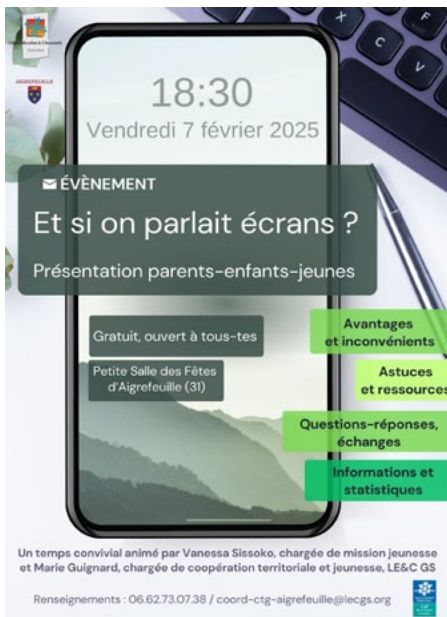 AIGREFEUILLE
18:30
Vendredi 7 février 2025
ÉVÈNEMENT
Et si on parlait écrans ?
Présentation parents-enfants-jeunes
Gratuit, ouvert à tous-tes
Petite Salle des Fêtes
d'Aigrefeuille (31)
Avantages
et inconvénients
Astuces
et ressources
Questions-réponses,
échanges
Informations et
statistiques
Un temps convivial animé par Vanessa Sissoko, chargée de mission jeunesse
et Marie Guignard, chargée de coopération territoriale et jeunesse, LE&C GS
Renseignements : 06.62.73.07.38 / coord-ctg-aigrefeuille@lecgs.org
X
C
V